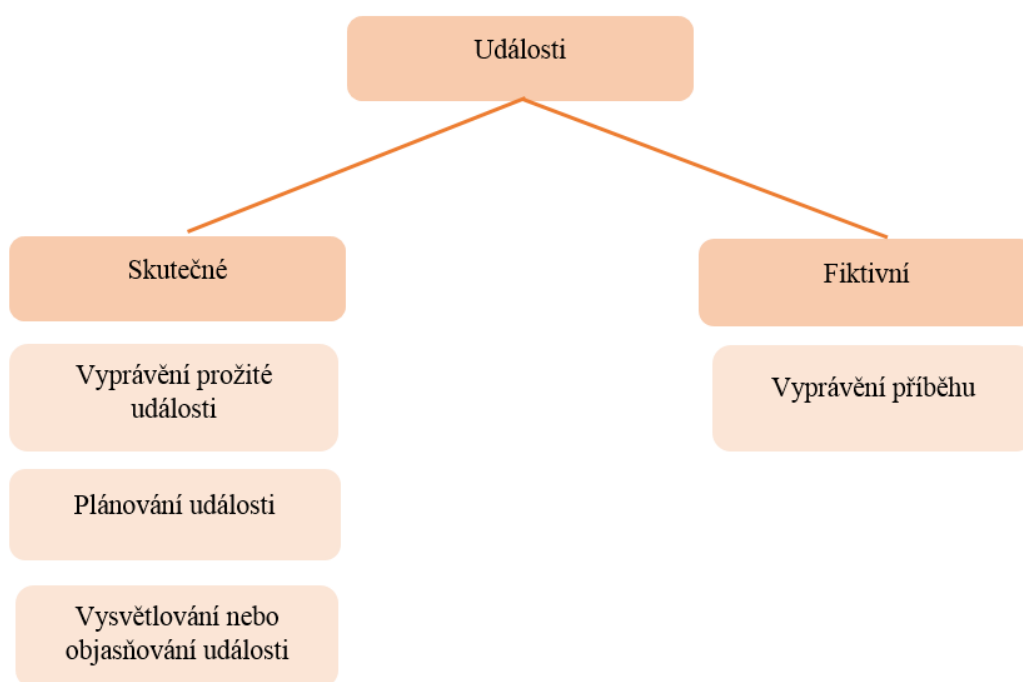 Události
Skutečné
Fiktivní
Vyprávění prožité
události
Vyprávění příběhu
Plánování události
Vysvětlování nebo
objasňování události